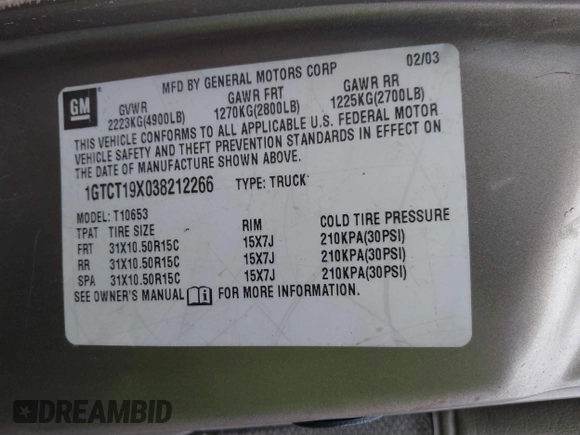 02/03
MFD BY GENERAL MOTORS CORP
GM
GVWR GAWR FRT GAWR RR
2223KG(4900LB) 1270KG(2800LB) 1225KG(2700LB)
THIS VEHICLE CONFORMS TO ALL APPLICABLE U.S. FEDERAL MOTOR
VEHICLE SAFETY AND THEFT PREVENTION STANDARDS IN EFFECT ON
THE DATE OF MANUFACTURE SHOWN ABOVE.
1GTCT19X038212266 TYPE: TRUCK
MODEL: T10653
TPAT TIRE SIZE RIM COLD TIRE PRESSURE
FRT 31X10.50R15C 15X7J 210KPA(30PSI)
RR 31X10.50R15C 15X7J 210KPA(30PSI)
SPA 31X10.50R15C 15X7J 210KPA(30PSI)
SEE OWNER'S MANUAL FOR MORE INFORMATION.
DREAMBID